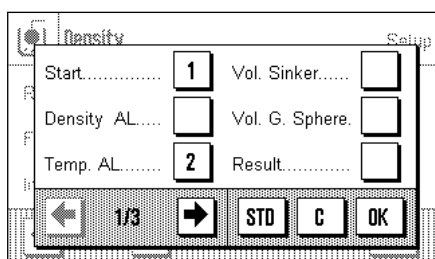 Density Setup
Start.............. 1 Vol. Sinker......
Density AL..... Vol. G. Sphere.
Temp. AL........ 2 Result.............
1/3 STD C OK